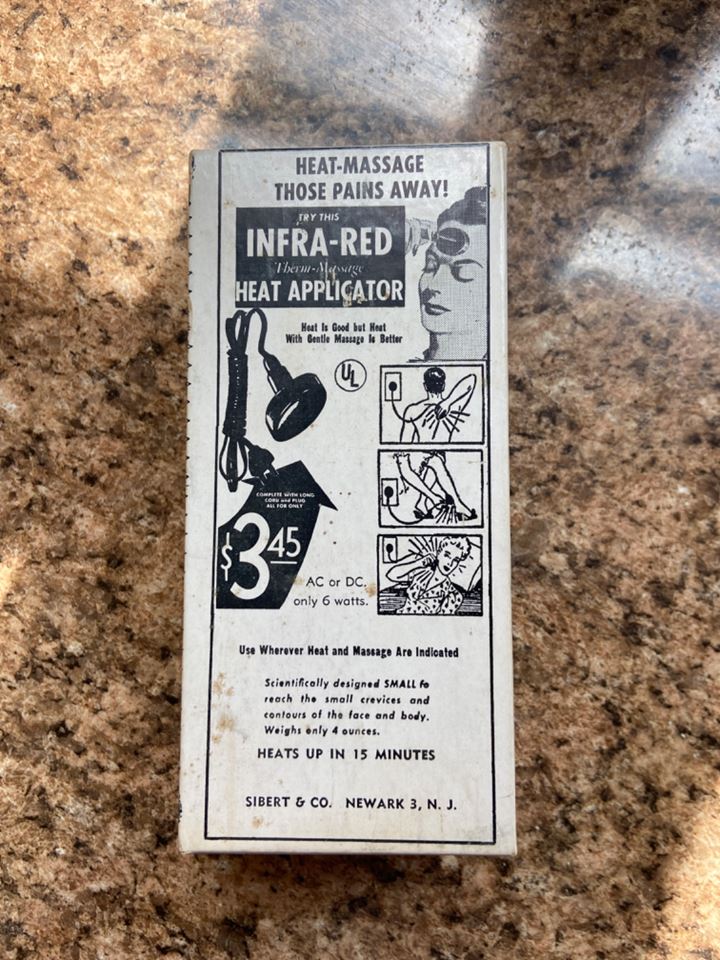 HEAT-MASSAGE
THOSE PAINS AWAY!
TRY THIS
INFRA-RED
Therm-Massage
HEAT APPLICATOR
Heat Is Good but Heat
With Gentle Massage Is Better
UL
COMPLETE WITH LONG
CORD and PLUG
ALL FOR ONLY
$3.45
AC or DC,
only 6 watts.
Use Wherever Heat and Massage Are Indicated
Scientifically designed SMALL to
reach the small crevices and
contours of the face and body.
Weighs only 4 ounces.
HEATS UP IN 15 MINUTES
SIBERT & CO. NEWARK 3, N. J.